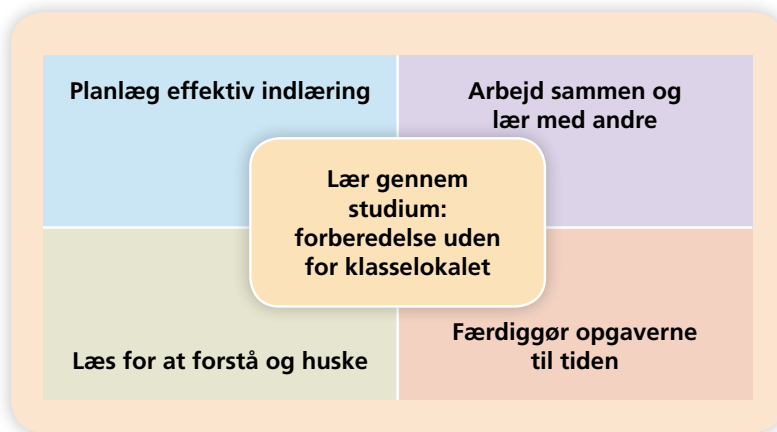 Planlæg effektiv indlæring
Arbejd sammen og
lær med andre
Lær gennem
studium:
forberedelse uden
for klasselokalet
Læs for at forstå og huske
Færdiggør opgaverne
til tiden